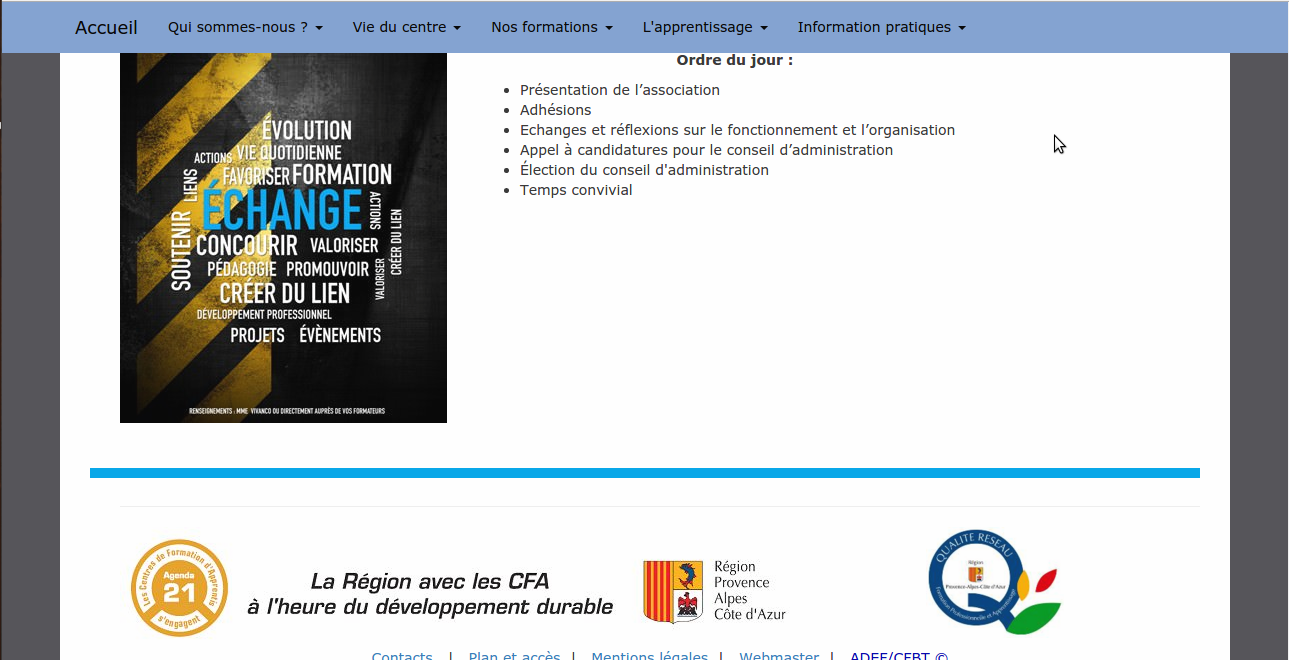 Accueil Qui sommes-nous ? Vie du centre Nos formations L'apprentissage Information pratiques
ÉVOLUTION
ACTIONS VIE QUOTIDIENNE
FAVORISER FORMATION
LIENS
ÉCHANGE
ACTIONS
SOUTENIR
CRÉER DU LIEN
CONCOURIR VALORISER
PÉDAGOGIE PROMOUVOIR
VALORISER
CRÉER DU LIEN
DÉVELOPPEMENT PROFESSIONNEL
PROJETS ÉVÈNEMENTS
RENSEIGNEMENTS : MME VIVANCO OU DIRECTEMENT AUPRÈS DE VOS FORMATEURS
Ordre du jour :
Présentation de l’association
Adhésions
Echanges et réflexions sur le fonctionnement et l’organisation
Appel à candidatures pour le conseil d’administration
Élection du conseil d'administration
Temps convivial
Les Centres de Formation d'Apprentis
Agenda
21
s'engagent
La Région avec les CFA
à l'heure du développement durable
Région
Provence
Alpes
Côte d'Azur
QUALITE RESEAU
Région
Provence-Alpes-Côte d'Azur
Formation Professionnelle et Apprentissage
Contacts | Plan et accès | Mentions légales | Webmaster | ADEF/CFBT ©